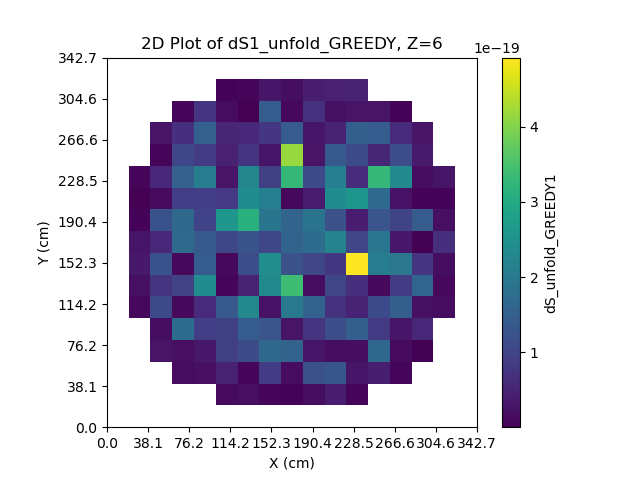 2D Plot of dS1_unfold_GREEDY, Z=6
1e−19
342.7
304.6
266.6
228.5
190.4
152.3
114.2
76.2
38.1
0.0
Y (cm)
0.0 38.1 76.2 114.2 152.3 190.4 228.5 266.6 304.6 342.7
X (cm)
4
3
2
1
dS_unfold_GREEDY1